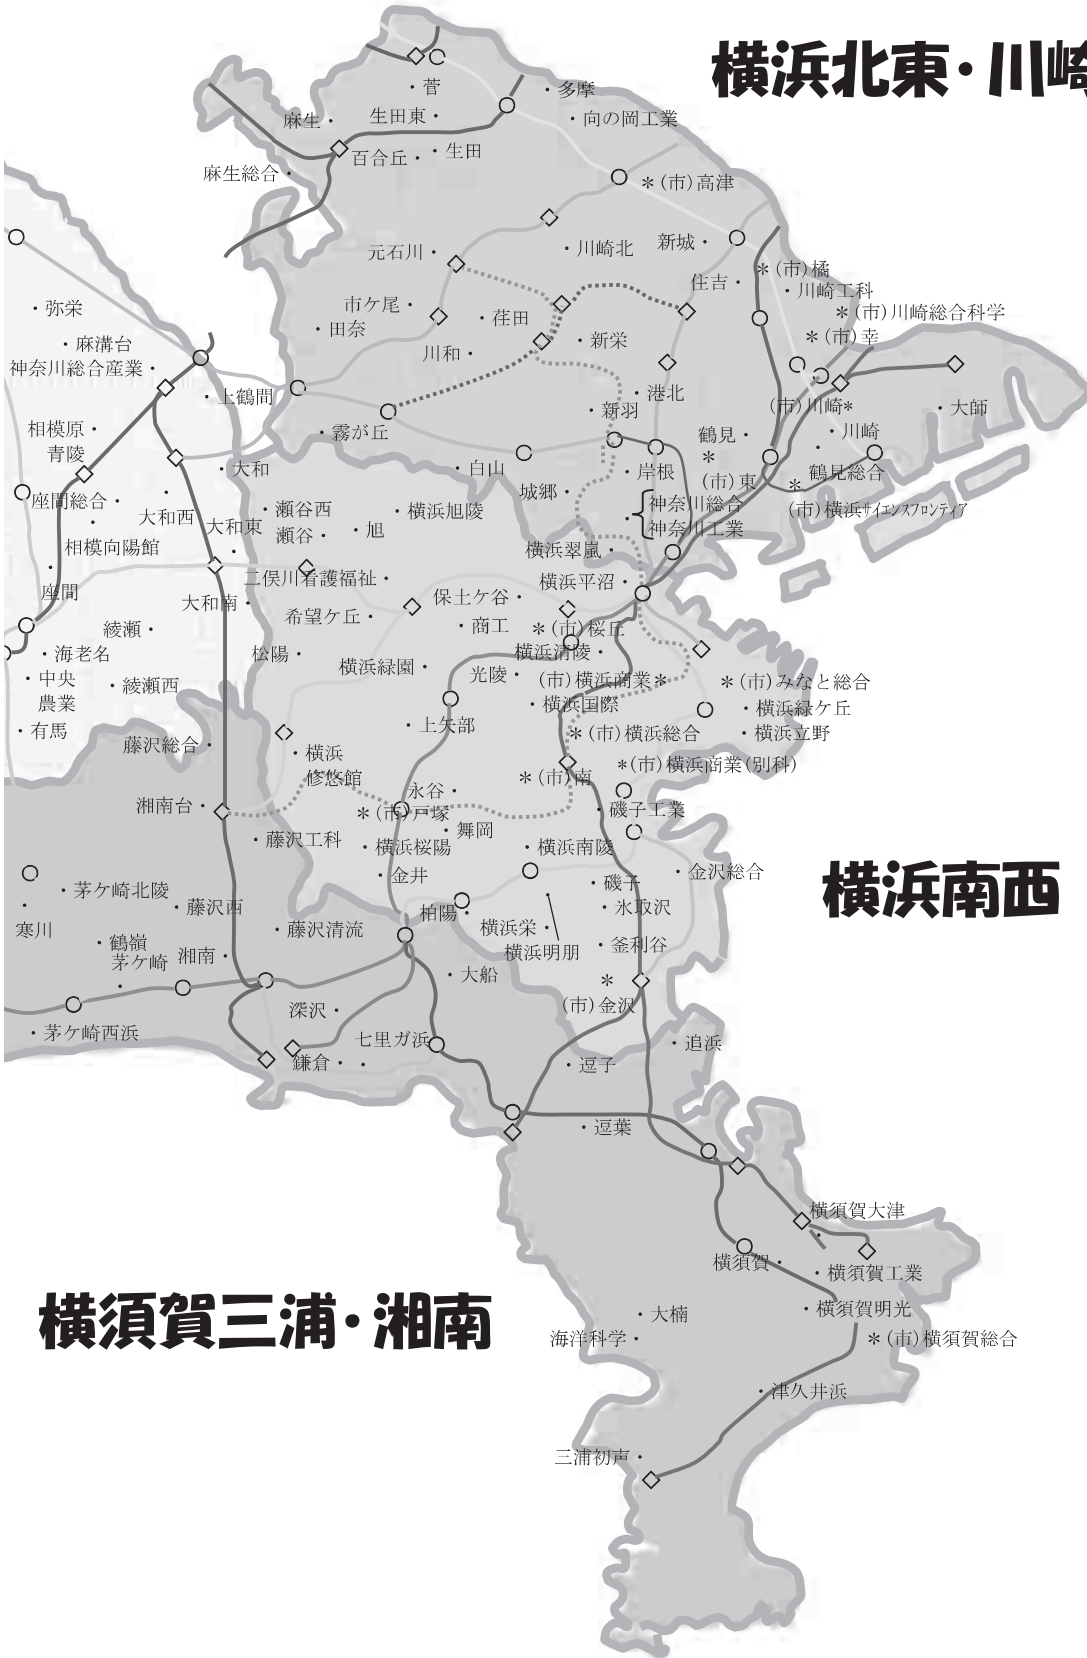 横浜北東・川崎
・菅
・多摩
麻生・
生田東・
・向の岡工業
百合丘・
・生田
麻生総合・
＊(市)高津
元石川・
・川崎北
新城・
＊(市)橘
住吉・
・川崎工科
・弥栄
市ケ尾・
・荏田
＊(市)川崎総合科学
・田奈
＊(市)幸
・麻溝台
川和・
・新栄
神奈川総合産業・
・上鶴間
・港北
・新羽
(市)川崎＊
・大師
相模原・
・霧が丘
鶴見・
・川崎
青陵
＊
・大和
・白山
・岸根
(市)東
鶴見総合
＊
座間総合・
城郷・
神奈川総合
神奈川工業
(市)横浜サイエンスフロンティア
・大和西
・瀬谷西
・横浜旭陵
大和東
瀬谷・
・旭
相模向陽館
横浜翠嵐・
・座間
二俣川看護福祉・
横浜平沼・
大和南・
保土ケ谷・
希望ケ丘・
・商工
＊(市)桜丘
綾瀬・
・海老名
松陽・
横浜清陵・
横浜緑園・
光陵・
(市)横浜商業＊
＊(市)みなと総合
・中央
農業
・綾瀬西
・横浜国際
・横浜緑ケ丘
・有馬
・上矢部
＊(市)横浜総合
・横浜立野
藤沢総合・
・横浜
修悠館
＊(市)南
＊(市)横浜商業(別科)
永谷・
湘南台・
＊(市)戸塚
・磯子工業
・舞岡
・藤沢工科
・横浜桜陽
・横浜南陵
横浜南西
・金井
・磯子
・金沢総合
・茅ケ崎北陵
・藤沢西
柏陽・
・氷取沢
・寒川
・藤沢清流
横浜栄・
・鶴嶺
横浜明朋
・釜利谷
茅ケ崎
湘南・
・大船
＊
(市)金沢
深沢・
・茅ケ崎西浜
七里ガ浜
・追浜
鎌倉・
・逗子
・逗葉
横須賀大津
横須賀・
・横須賀工業
横須賀三浦・湘南
・大楠
・横須賀明光
海洋科学・
＊(市)横須賀総合
・津久井浜
三浦初声・